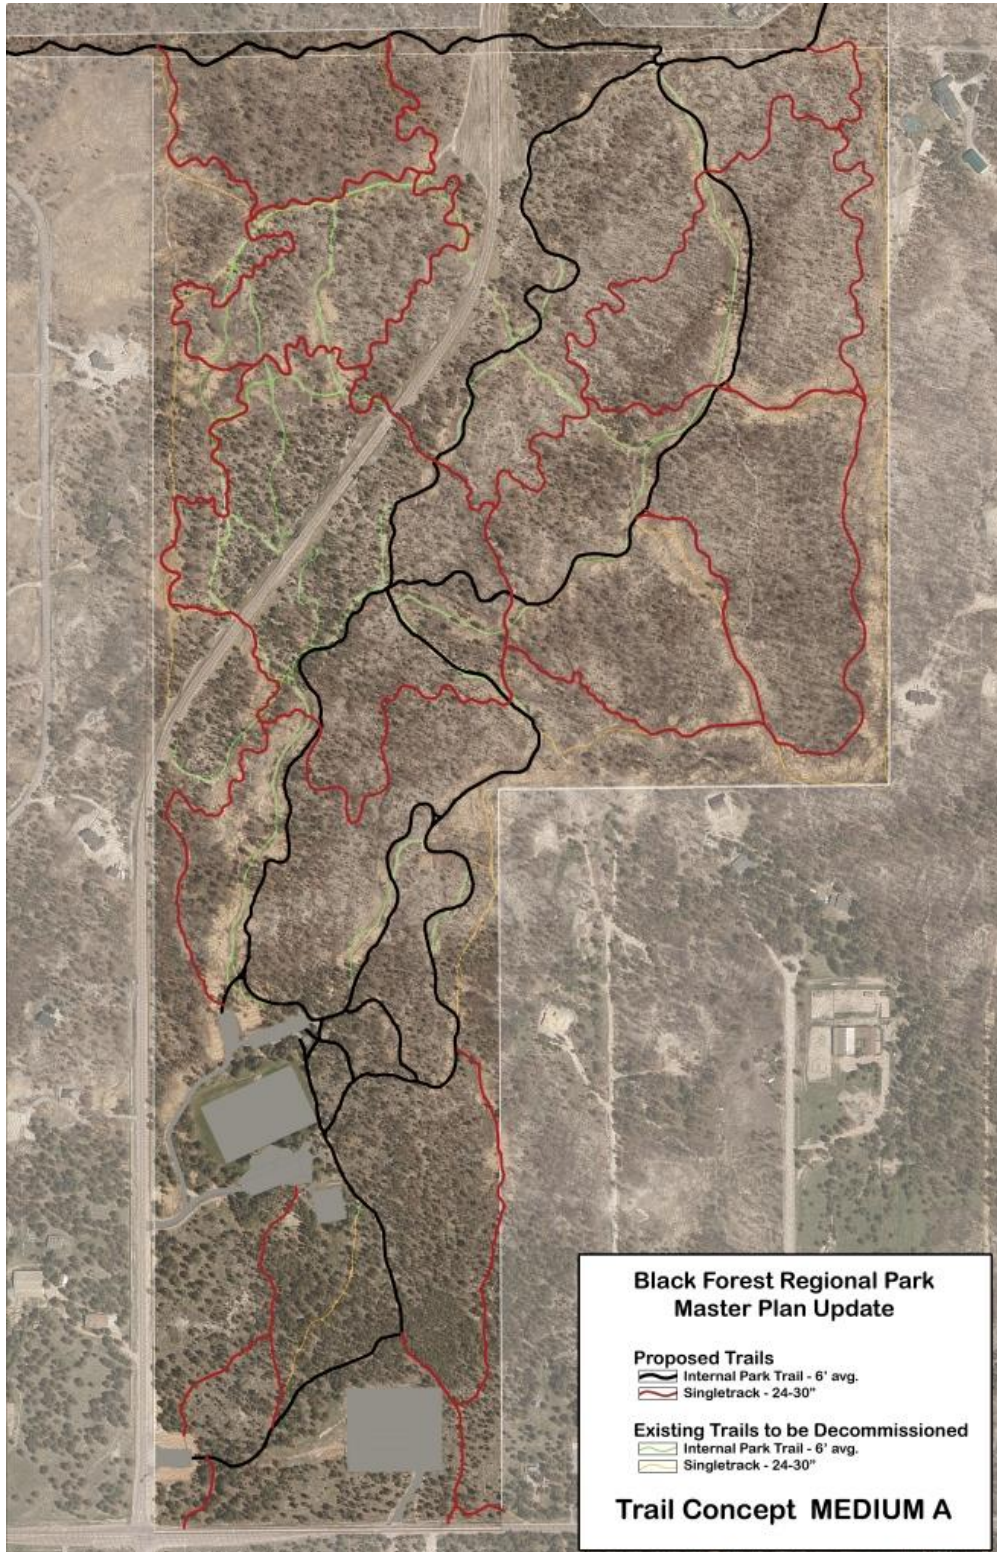 Black Forest Regional Park
Master Plan Update
Proposed Trails
Internal Park Trail - 6' avg.
Singletrack - 24-30"
Existing Trails to be Decommissioned
Internal Park Trail - 6' avg.
Singletrack - 24-30"
Trail Concept MEDIUM A